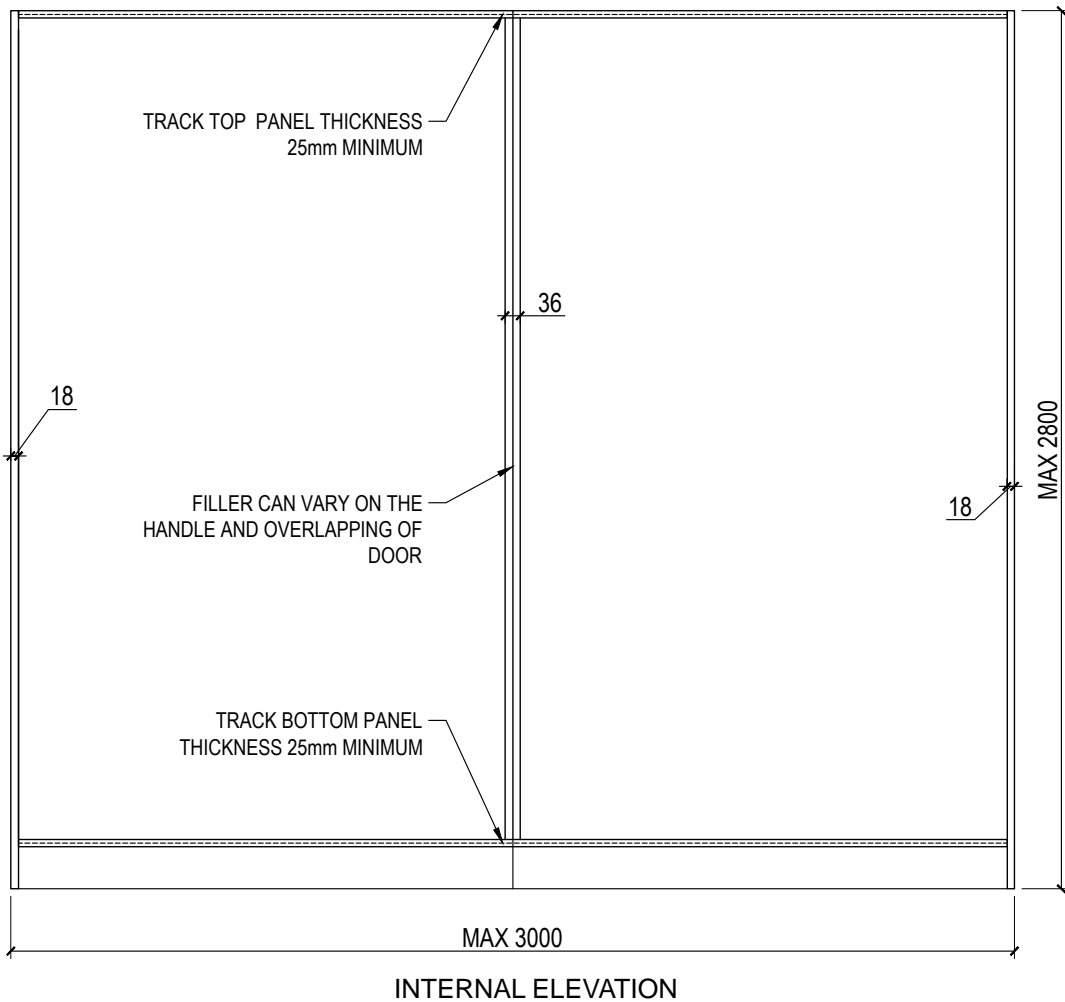 TRACK TOP PANEL THICKNESS
25mm MINIMUM
36
18
FILLER CAN VARY ON THE
HANDLE AND OVERLAPPING OF
DOOR
18
MAX 2800
TRACK BOTTOM PANEL
THICKNESS 25mm MINIMUM
MAX 3000
INTERNAL ELEVATION